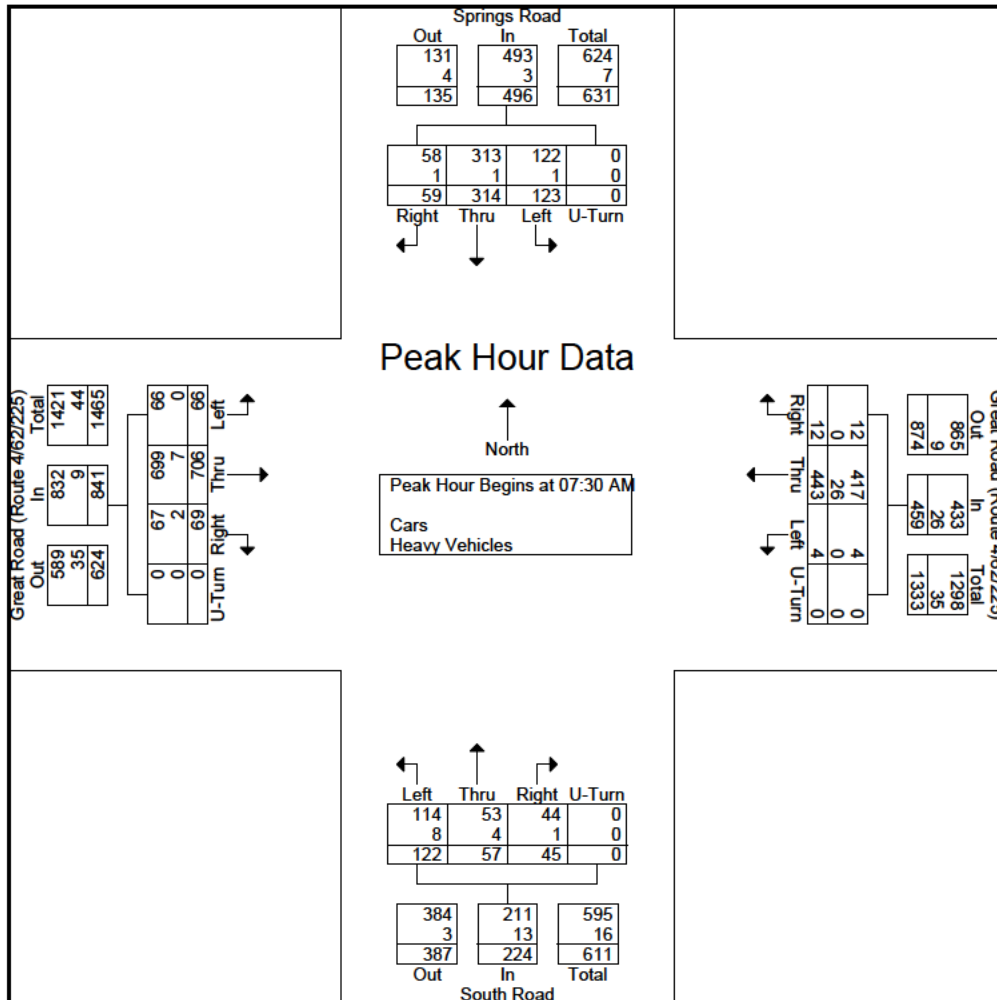 Springs Road
Out In Total
131 493 624
4 3 7
135 496 631
58 313 122 0
1 1 1 0
59 314 123 0
Right Thru Left U-Turn
Peak Hour Data
North
Peak Hour Begins at 07:30 AM
Cars
Heavy Vehicles
Great Road (Route 4/62/225)
Out In Total
589 832 1421
35 9 44
624 841 1465
U-Turn Right Thru Left
0 67 699 66
0 2 7 0
0 69 706 66
Great Road (Route 4/62/225)
Out In Total
865 433 1298
9 26 35
874 459 1333
12 417 4 0
0 26 0 0
12 443 4 0
Right Thru Left U-Turn
Left Thru Right U-Turn
114 53 44 0
8 4 1 0
122 57 45 0
384 211 595
3 13 16
387 224 611
Out In Total
South Road